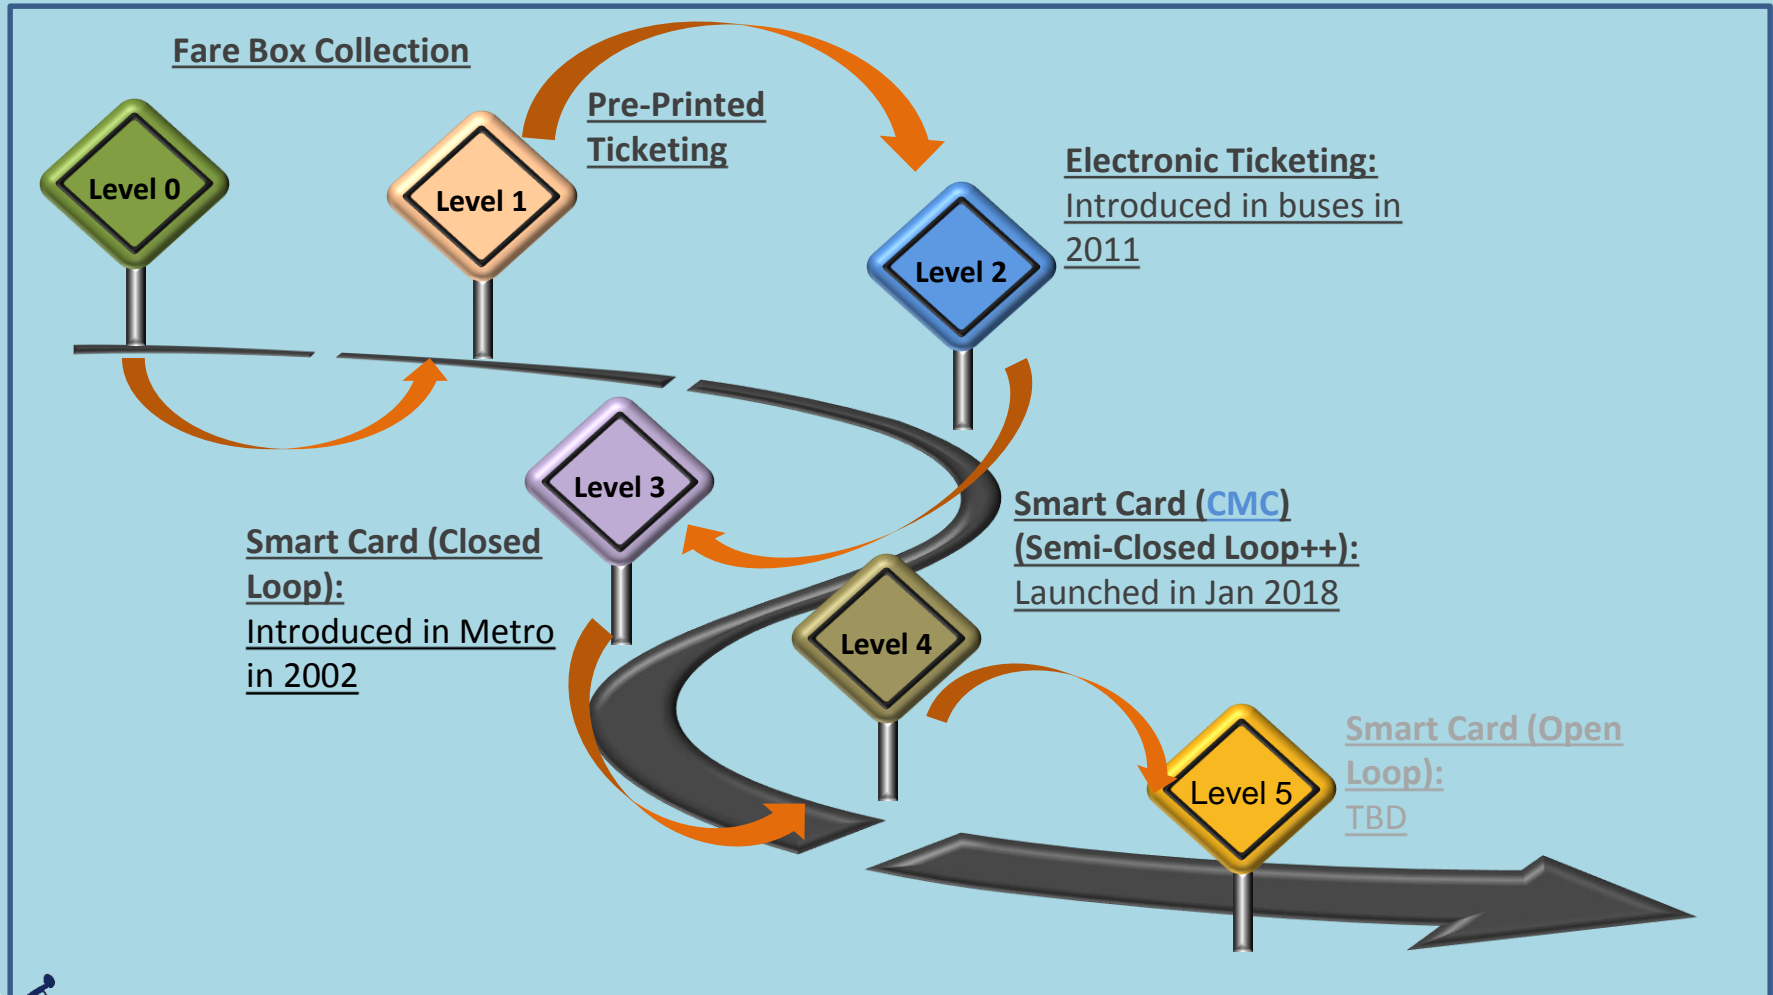 Fare Box Collection
Level 0
Level 1
Pre-Printed
Ticketing
Level 2
Electronic Ticketing:
Introduced in buses in
2011
Level 3
Smart Card (Closed
Loop):
Introduced in Metro
in 2002
Level 4
Smart Card (CMC)
(Semi-Closed Loop++):
Launched in Jan 2018
Level 5
Smart Card (Open
Loop):
TBD